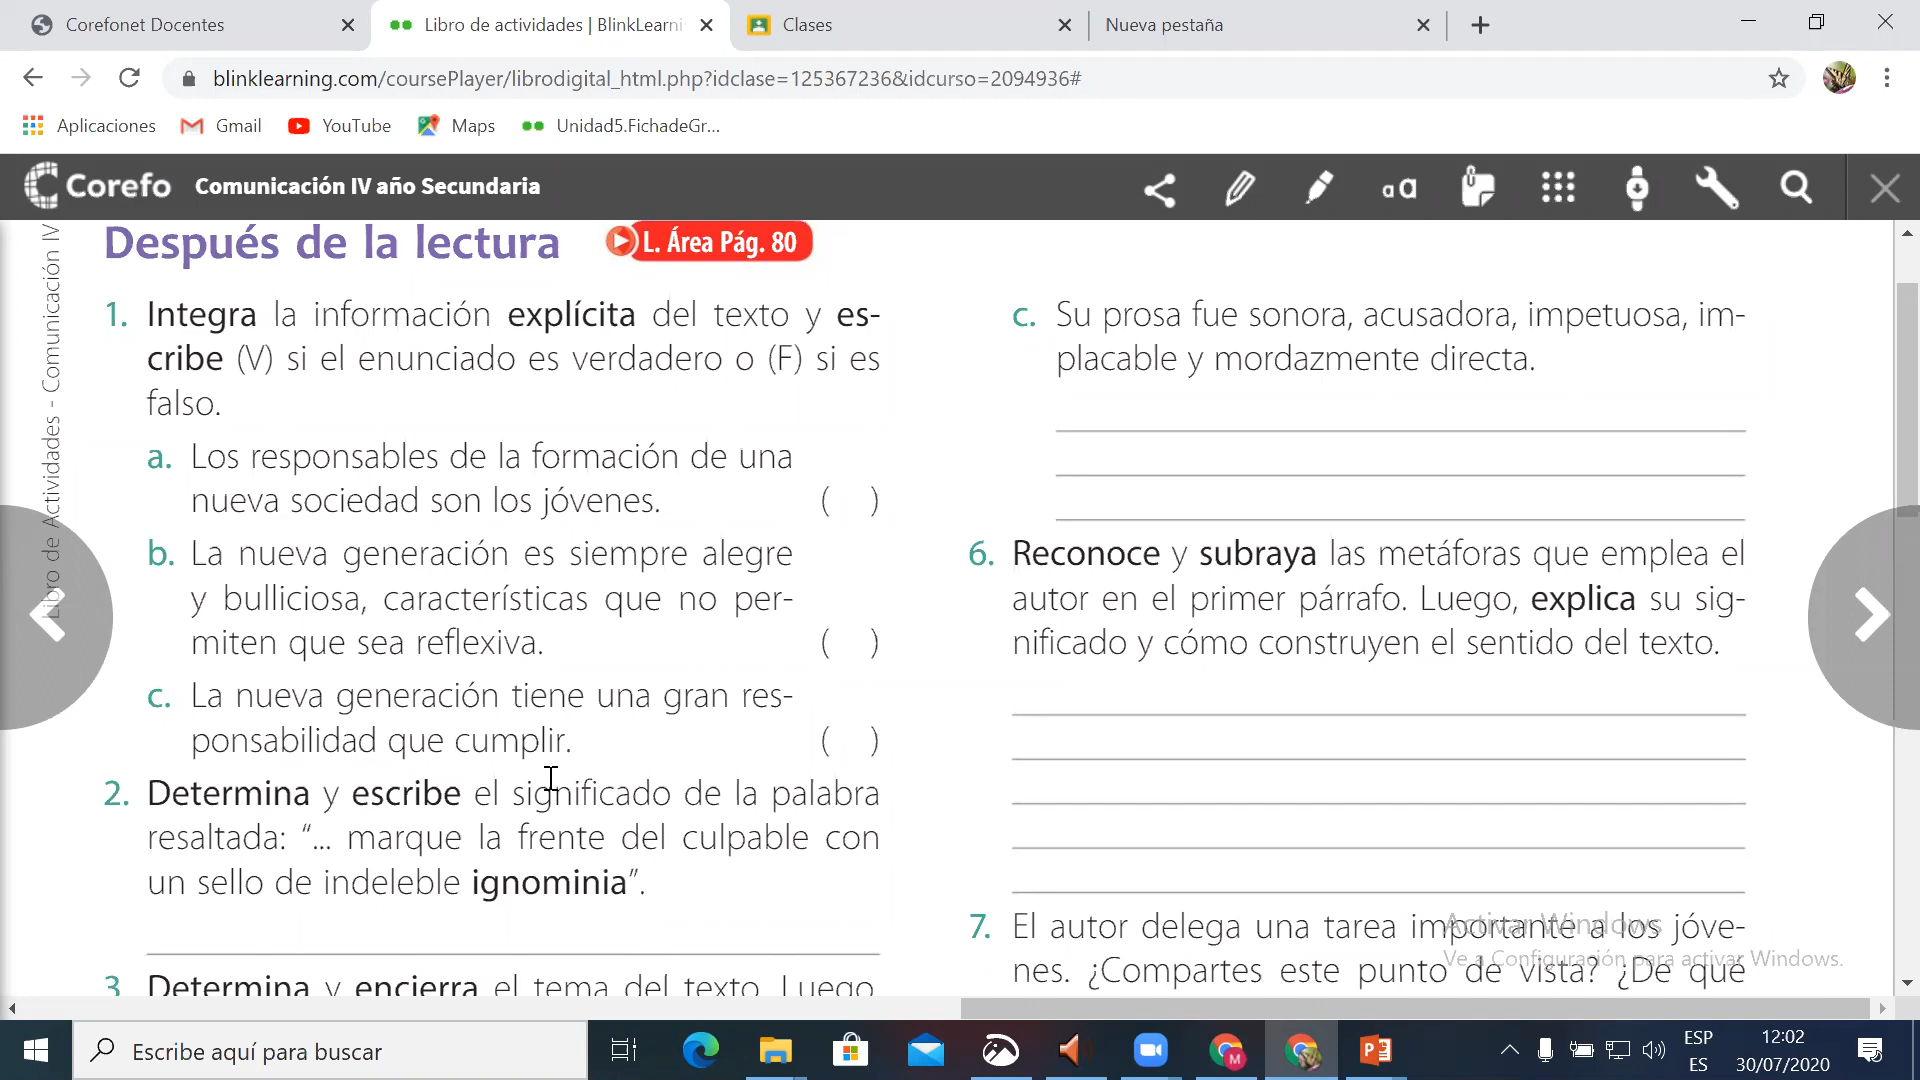 Corefonet Docentes
Libro de actividades | BlinkLearni
Clases
Nueva pestaña
blinklearning.com/coursePlayer/librodigital_html.php?idclase=125367236&idcurso=2094936#
Aplicaciones
Gmail
YouTube
Maps
Unidad5.FichadeGr...
Corefo
Comunicación IV año Secundaria
a a
Libro de Actividades - Comunicación IV
Después de la lectura
L. Área Pág. 80
1. Integra la información explícita del texto y es-
cribe (V) si el enunciado es verdadero o (F) si es
falso.
a. Los responsables de la formación de una
nueva sociedad son los jóvenes. ( )
b. La nueva generación es siempre alegre
y bulliciosa, características que no per-
miten que sea reflexiva. ( )
c. La nueva generación tiene una gran res-
ponsabilidad que cumplir. ( )
2. Determina y escribe el significado de la palabra
resaltada: “... marque la frente del culpable con
un sello de indeleble ignominia”.
3 Determina y encierra el tema del texto. Luego,
c. Su prosa fue sonora, acusadora, impetuosa, im-
placable y mordazmente directa.
6. Reconoce y subraya las metáforas que emplea el
autor en el primer párrafo. Luego, explica su sig-
nificado y cómo construyen el sentido del texto.
7. El autor delega una tarea importante a los jóve-
nes. ¿Compartes este punto de vista? ¿De qué
Activar Windows
Ve a Configuración para activar Windows.
Escribe aquí para buscar
M
ESP
ES
12:02
30/07/2020